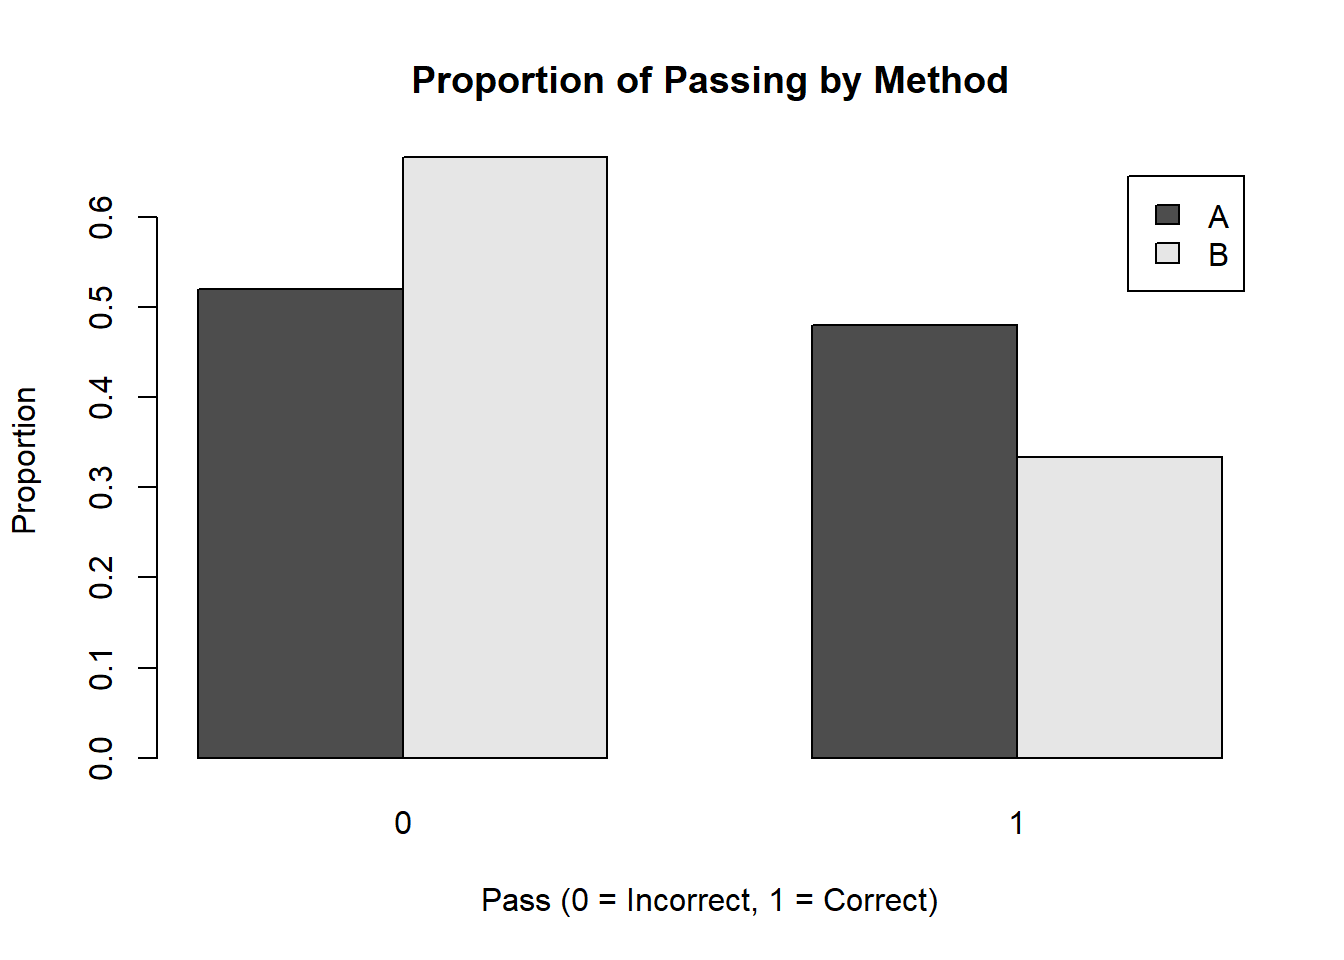 Proportion of Passing by Method
A
B
Proportion
0.6
0.5
0.4
0.3
0.2
0.1
0.0
0
1
Pass (0 = Incorrect, 1 = Correct)